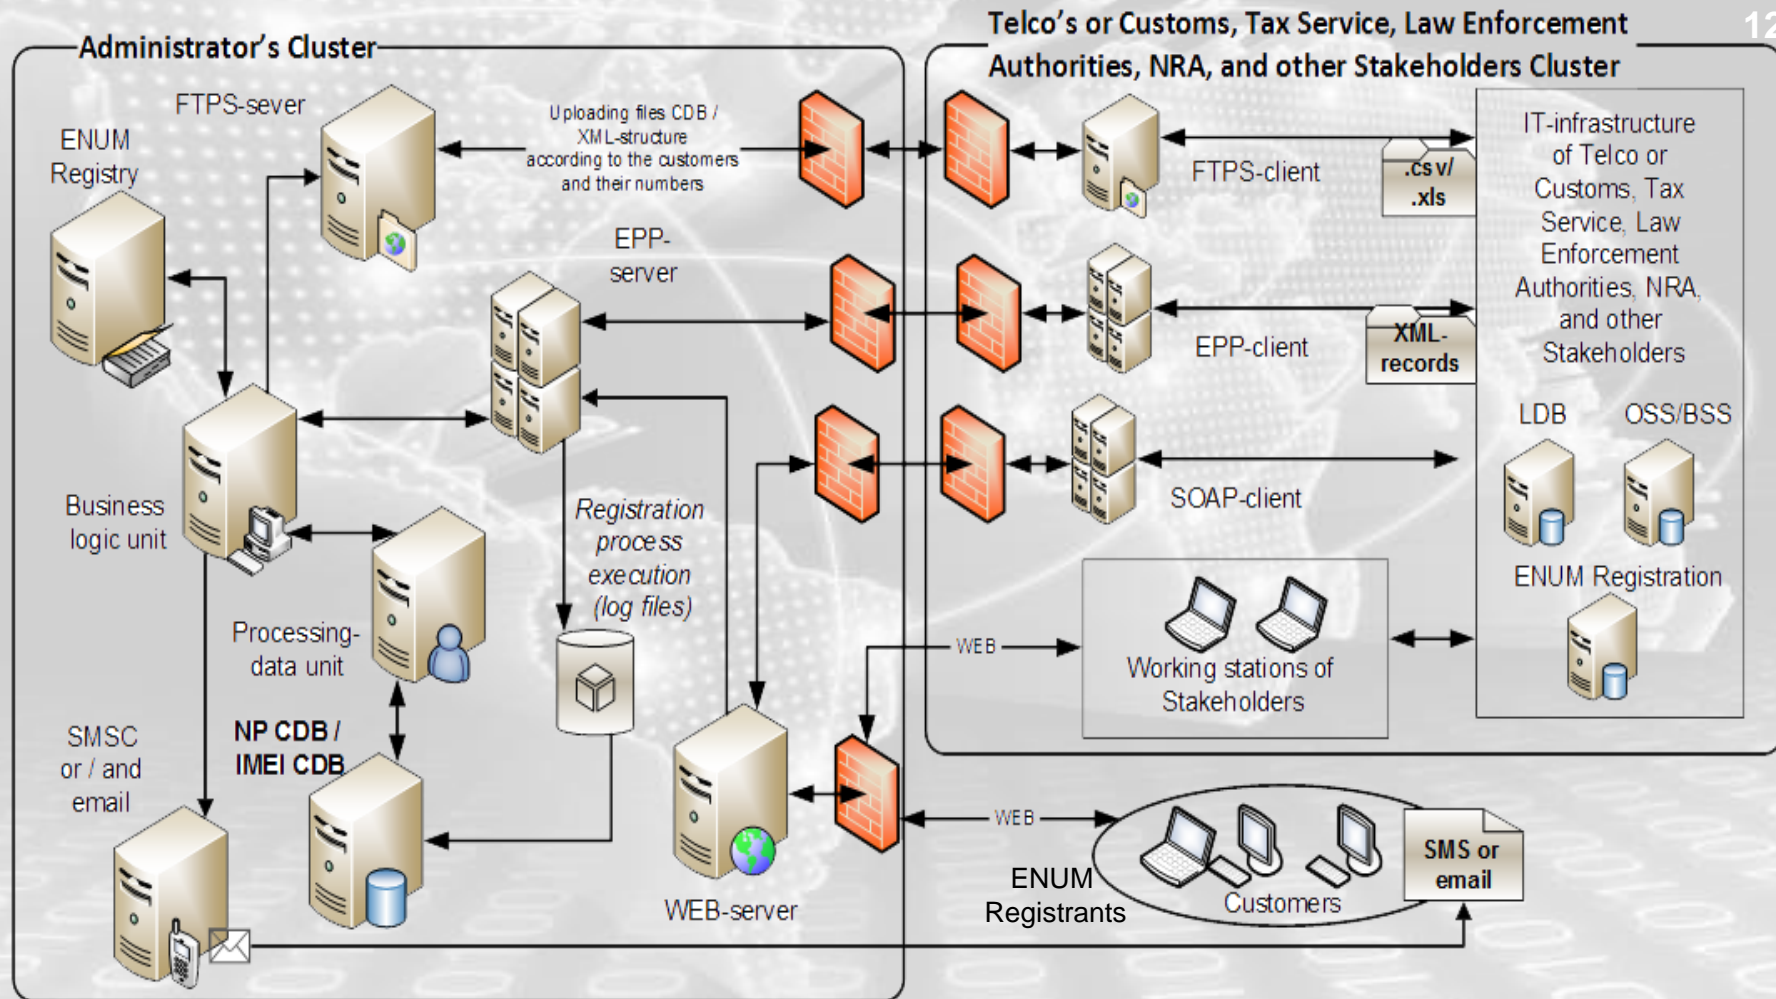 Telco's or Customs, Tax Service, Law Enforcement
Authorities, NRA, and other Stakeholders Cluster
12
Administrator's Cluster
FTPS-sever
ENUM
Registry
Uploading files CDB /
XML-structure
according to the customers
and their numbers
EPP-
server
Business
logic unit
Registration
process
execution
(log files)
Processing-
data unit
NP CDB /
IMEI CDB
SMSC
or / and
email
WEB-server
FTPS-client
.csv/
.xls
EPP-client
XML-
records
SOAP-client
IT-infrastructure
of Telco or
Customs, Tax
Service, Law
Enforcement
Authorities, NRA,
and other
Stakeholders
LDB
OSS/BSS
ENUM Registration
WEB
Working stations of
Stakeholders
WEB
ENUM
Registrants
Customers
SMS or
email